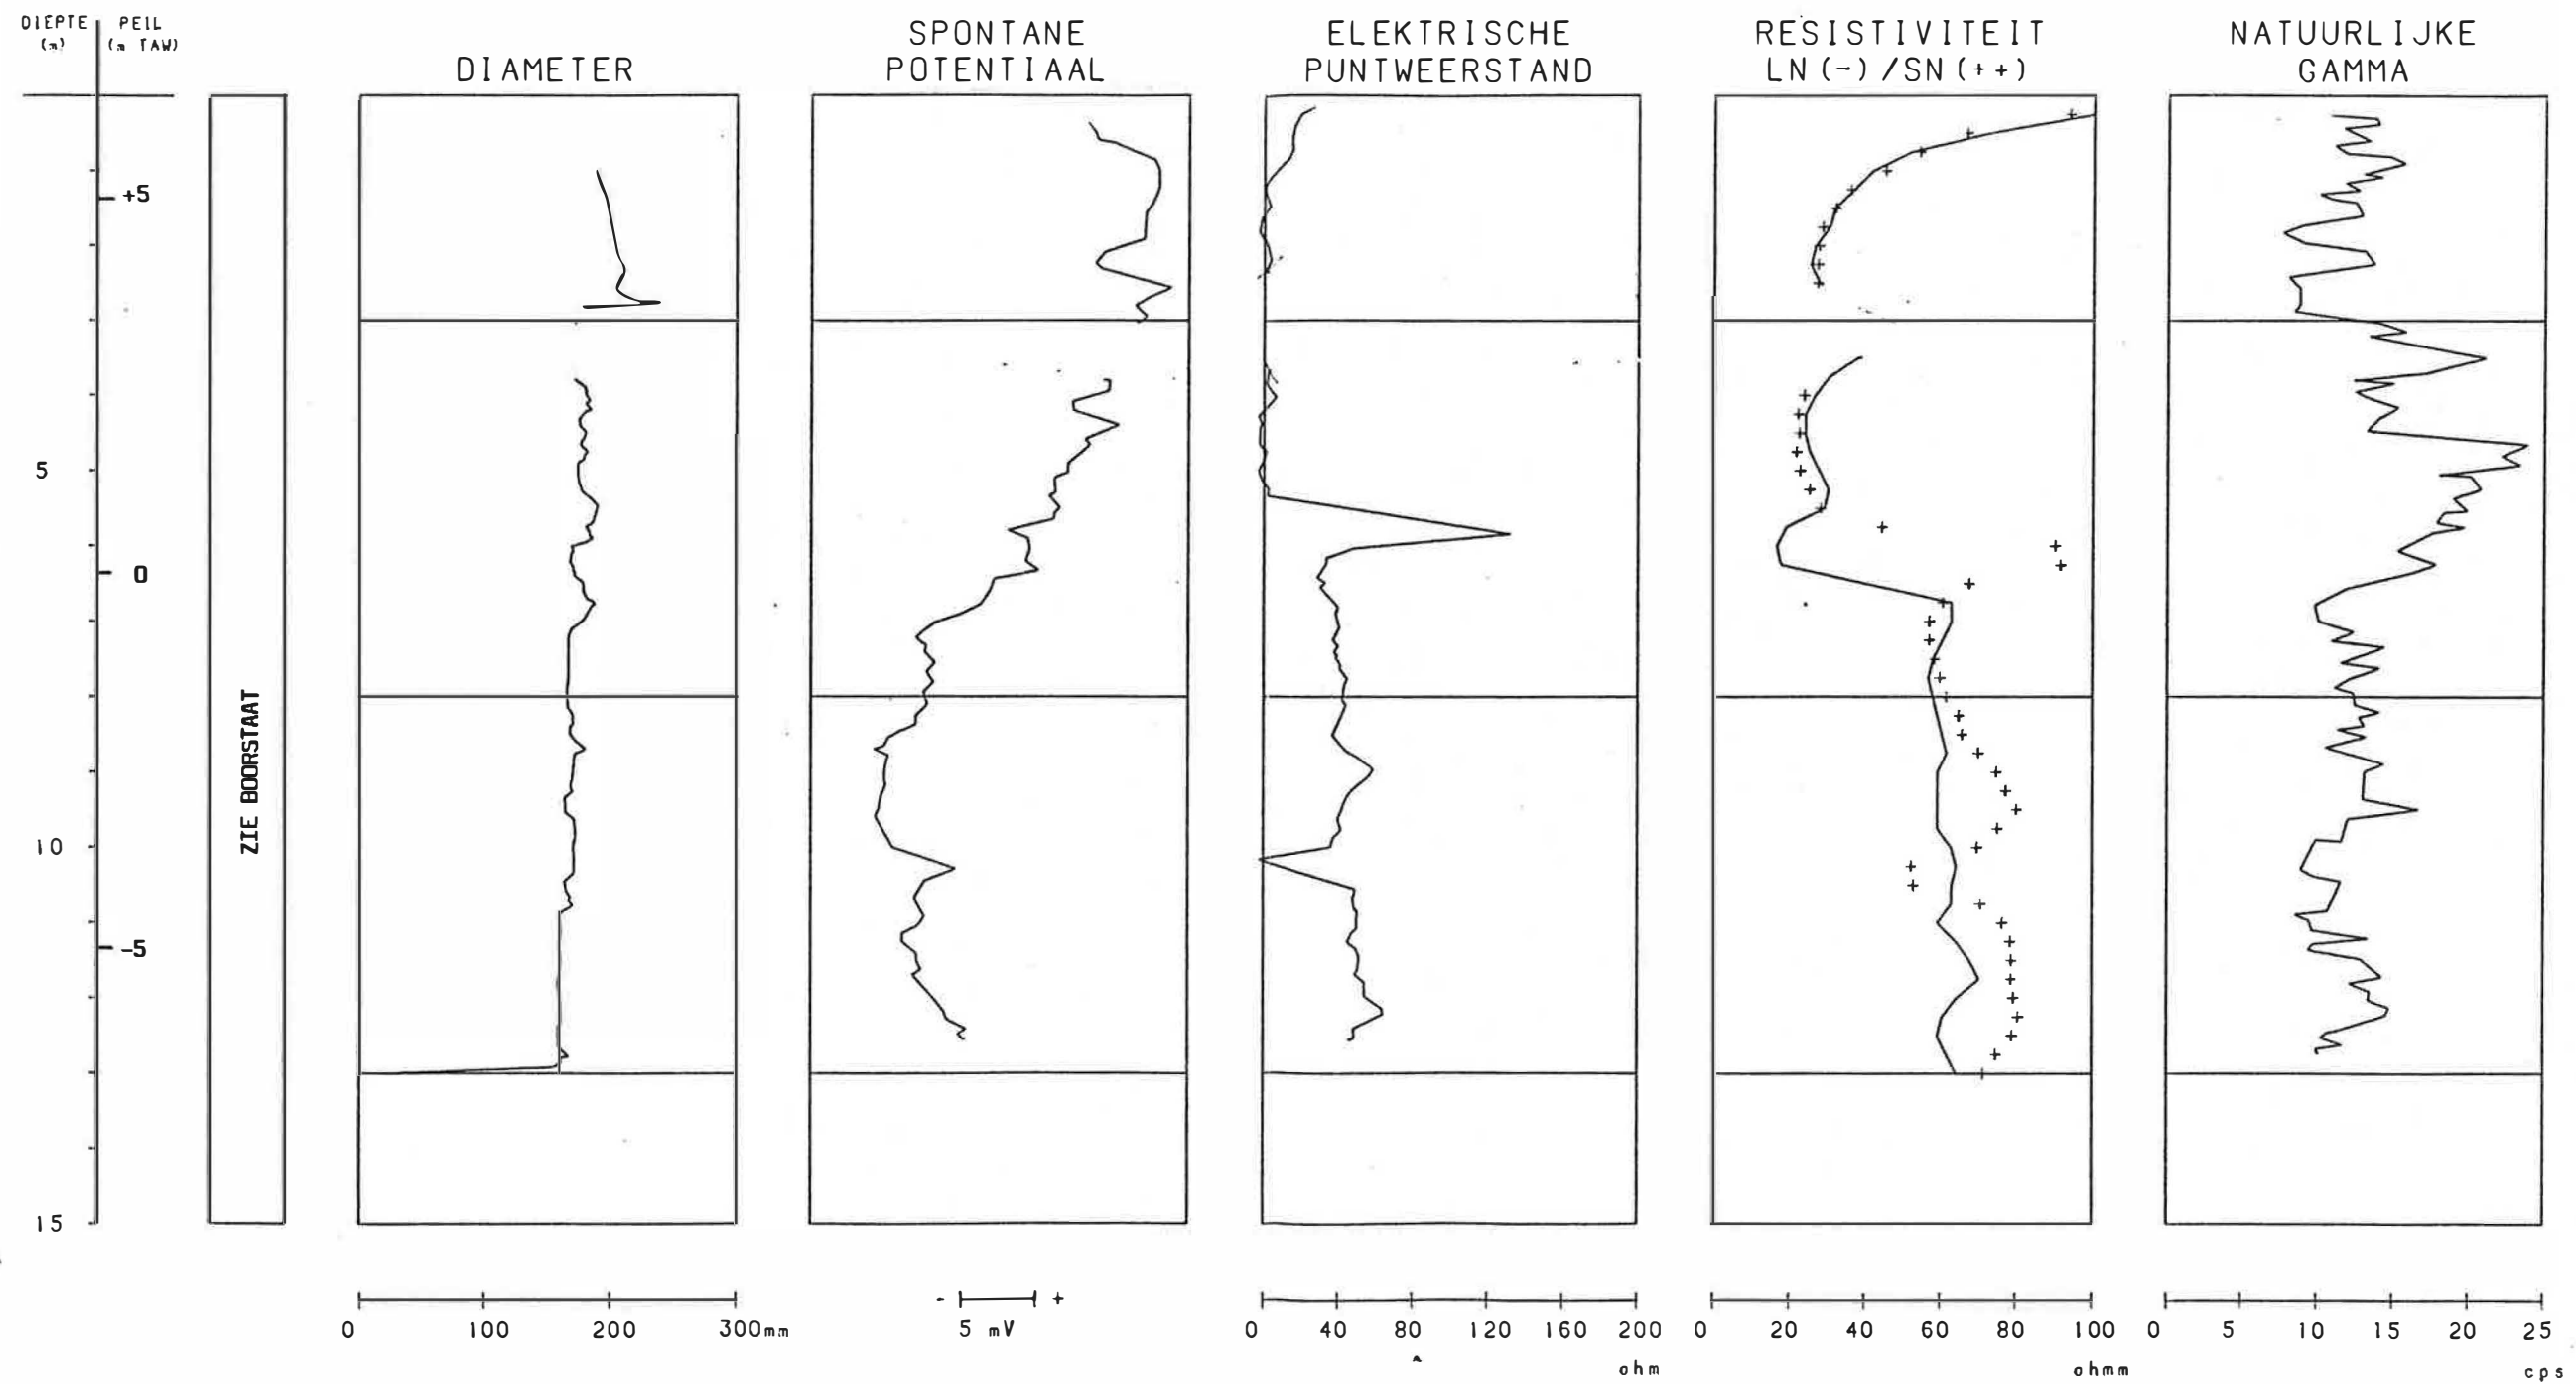 DIEPTE PEIL
(m) (m TAW)
DIAMETER
SPONTANE
POTENTIAAL
ELEKTRISCHE
PUNTWEERSTAND
RESISTIVITEIT
LN (-) /SN (++)
NATUURLIJKE
GAMMA
+5
5
0
ZIE BOORSTAAT
10
-5
15
- +
0 100 200 300mm
5 mV
0 40 80 120 160 200
ohm
0 20 40 60 80 100
ohmm
0 5 10 15 20 25
cps